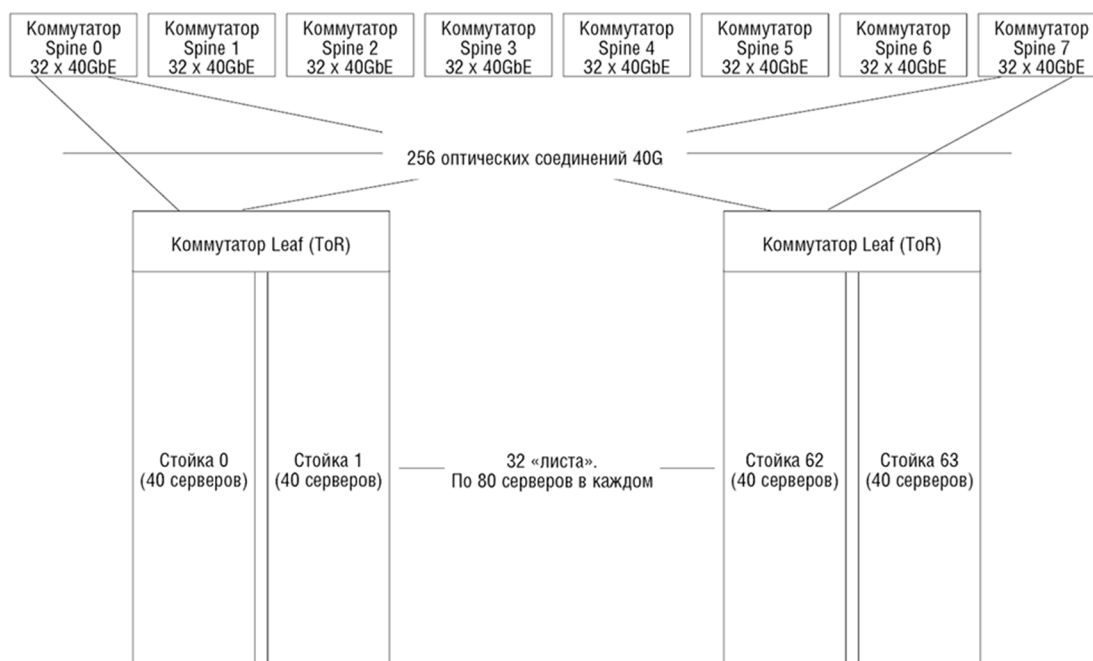 Коммутатор
Spine 0
32 x 40GbE
Коммутатор
Spine 1
32 x 40GbE
Коммутатор
Spine 2
32 x 40GbE
Коммутатор
Spine 3
32 x 40GbE
Коммутатор
Spine 4
32 x 40GbE
Коммутатор
Spine 5
32 x 40GbE
Коммутатор
Spine 6
32 x 40GbE
Коммутатор
Spine 7
32 x 40GbE
256 оптических соединений 40G
Коммутатор Leaf (ToR)
Коммутатор Leaf (ToR)
Стойка 0
(40 серверов)
Стойка 1
(40 серверов)
32 «листа».
По 80 серверов в каждом
Стойка 62
(40 серверов)
Стойка 63
(40 серверов)